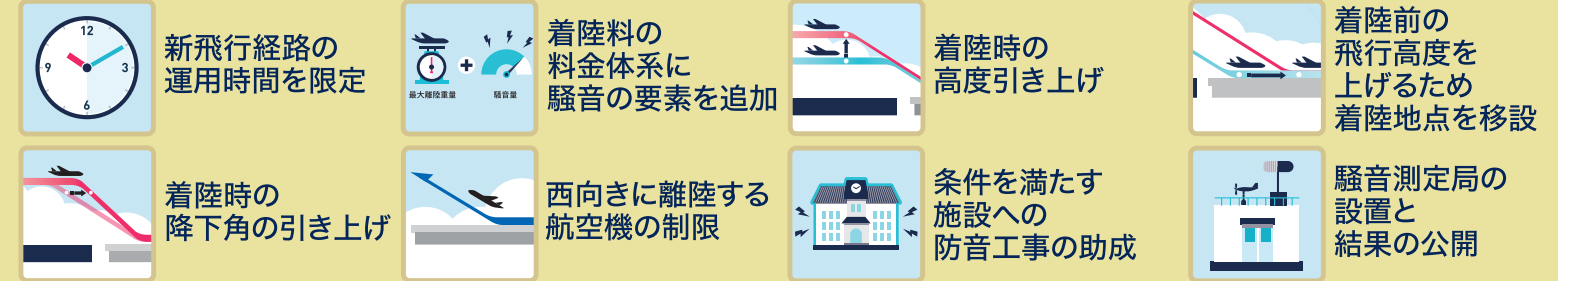 12
3
6
9
新飛行経路の
運用時間を限定
最大離陸重量
騒音量
着陸料の
料金体系に
騒音の要素を追加
着陸時の
高度引き上げ
着陸前の
飛行高度を
上げるため
着陸地点を移設
着陸時の
降下角の引き上げ
西向きに離陸する
航空機の制限
条件を満たす
施設への
防音工事の助成
騒音測定局の
設置と
結果の公開